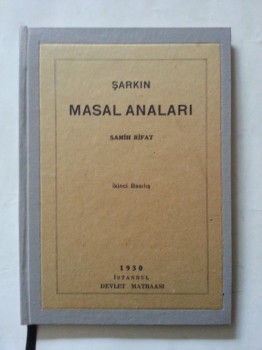 ŞARKIN
MASAL ANALARI
SAMİH RİFAT
İkinci Basılış
1930
İSTANBUL
DEVLET MATBAASI